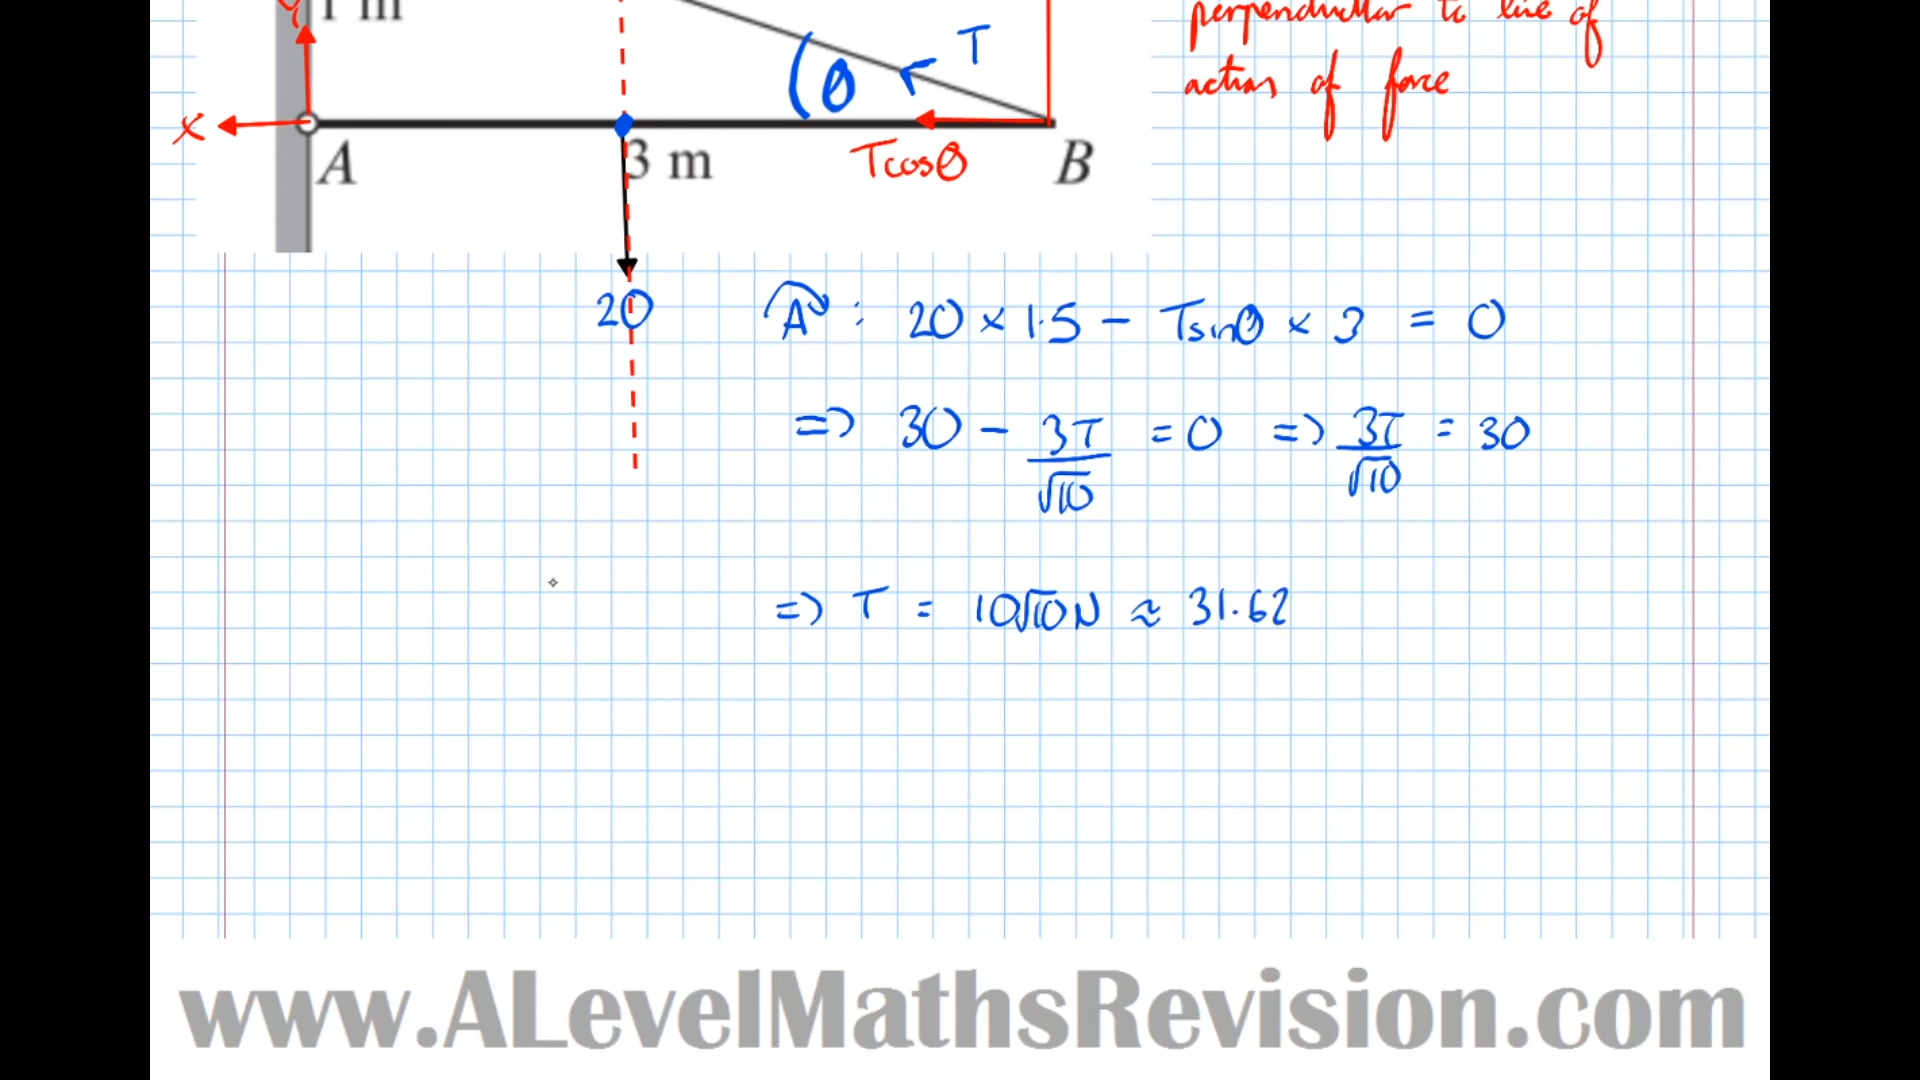 Y 1 m
perpendicular to line of
T
action of force
θ
X
A
3 m
Tcosθ
B
20
A : 20 × 1.5 - Tsinθ × 3 = 0
=> 30 - 3T/√10 = 0 => 3T/√10 = 30
=> T = 10√10 N ≈ 31.62
www.ALevelMathsRevision.com